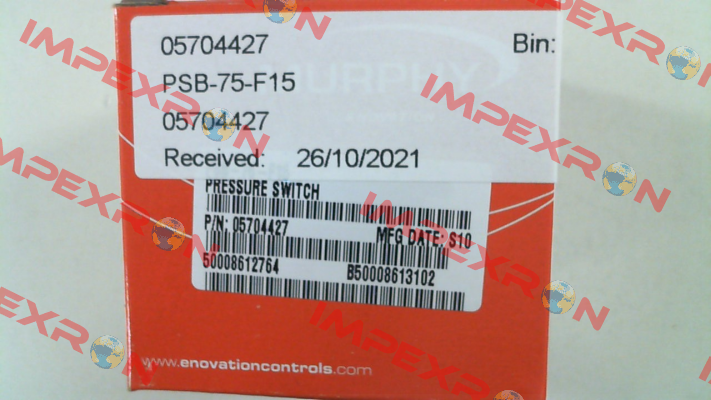 05704427
Bin:
PSB-75-F15
MURPHY
05704427
Received: 26/10/2021
PRESSURE SWITCH
P/N: 05704427
MFG DATE: S10
50008612764
B50008613102
www.enovationcontrols.com
IMPEXRON
IMPEXRON
IMPEXRON
IMPEXRON
IMPEXRON